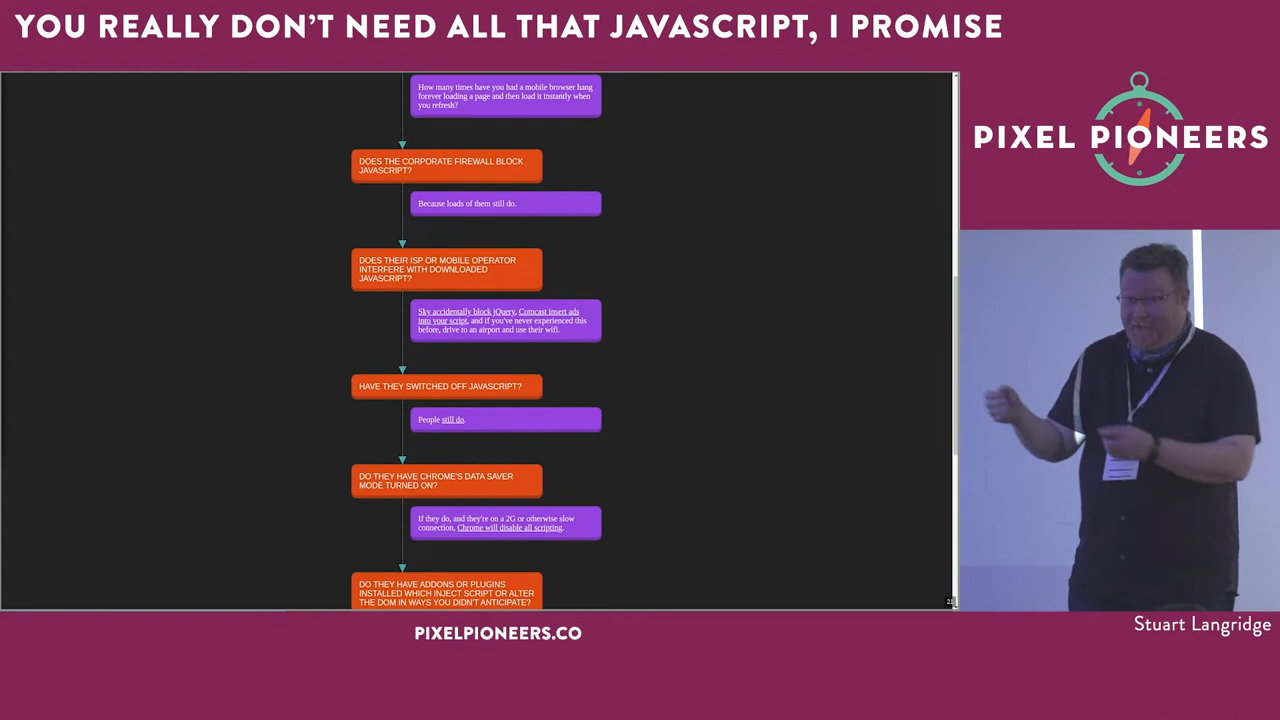 YOU REALLY DON'T NEED ALL THAT JAVASCRIPT, I PROMISE
How many times have you had a mobile browser hang
forever loading a page and then load it instantly when
you refresh?
DOES THE CORPORATE FIREWALL BLOCK
JAVASCRIPT?
Because loads of them still do.
DOES THEIR ISP OR MOBILE OPERATOR
INTERFERE WITH DOWNLOADED
JAVASCRIPT?
Sky accidentally block jQuery, Comcast insert ads
into your script, and if you've never experienced this
before, drive to an airport and use their wifi.
HAVE THEY SWITCHED OFF JAVASCRIPT?
People still do.
DO THEY HAVE CHROME'S DATA SAVER
MODE TURNED ON?
If they do, and they're on a 2G or otherwise slow
connection, Chrome will disable all scripting.
DO THEY HAVE ADDONS OR PLUGINS
INSTALLED WHICH INJECT SCRIPT OR ALTER
THE DOM IN WAYS YOU DIDN'T ANTICIPATE?
21
PIXEL PIONEERS
Stuart Langridge
PIXELPIONEERS.CO